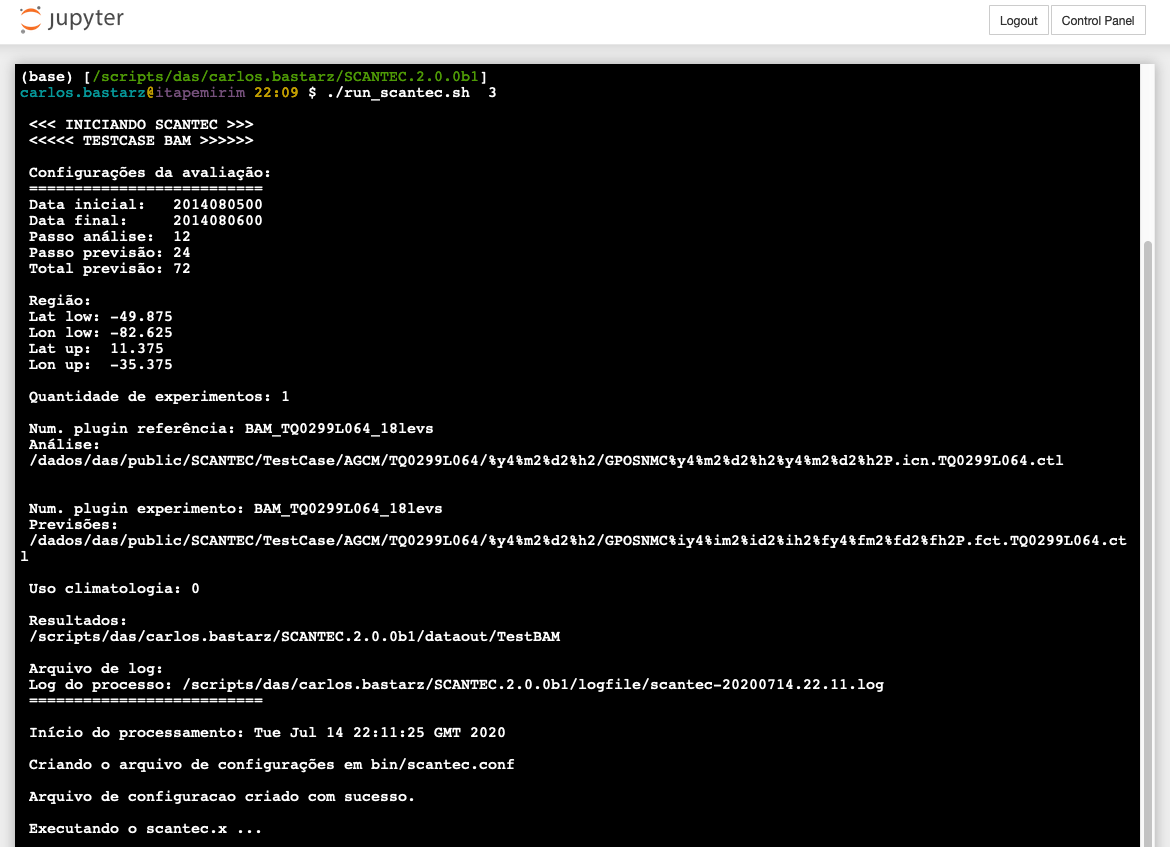 jupyter
Logout
Control Panel
(base) [/scripts/das/carlos.bastarz/SCANTEC.2.0.0b1]
carlos.bastarz@itapemirim 22:09 $ ./run_scantec.sh  3
<<< INICIANDO SCANTEC >>>
<<<<< TESTCASE BAM >>>>>>
Configurações da avaliação:
==========================
Data inicial:   2014080500
Data final:     2014080600
Passo análise:  12
Passo previsão: 24
Total previsão: 72
Região:
Lat low: -49.875
Lon low: -82.625
Lat up:  11.375
Lon up:  -35.375
Quantidade de experimentos: 1
Num. plugin referência: BAM_TQ0299L064_18levs
Análise:
/dados/das/public/SCANTEC/TestCase/AGCM/TQ0299L064/%y4%m2%d2%h2/GPOSNMC%y4%m2%d2%h2%y4%m2%d2%h2P.icn.TQ0299L064.ctl
Num. plugin experimento: BAM_TQ0299L064_18levs
Previsões:
/dados/das/public/SCANTEC/TestCase/AGCM/TQ0299L064/%y4%m2%d2%h2/GPOSNMC%iy4%im2%id2%ih2%fy4%fm2%fd2%fh2P.fct.TQ0299L064.ct
l
Uso climatologia: 0
Resultados:
/scripts/das/carlos.bastarz/SCANTEC.2.0.0b1/dataout/TestBAM
Arquivo de log:
Log do processo: /scripts/das/carlos.bastarz/SCANTEC.2.0.0b1/logfile/scantec-20200714.22.11.log
==========================
Início do processamento: Tue Jul 14 22:11:25 GMT 2020
Criando o arquivo de configurações em bin/scantec.conf
Arquivo de configuracao criado com sucesso.
Executando o scantec.x ...